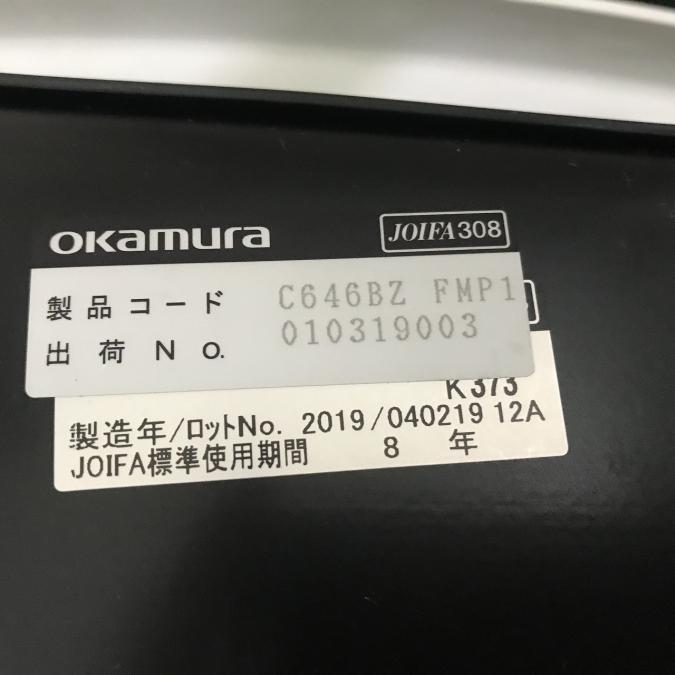 okamura
JOIFA308
製品コード C646BZ FMP1
出荷No. 010319003
K373
製造年/ロットNo. 2019/040219 12A
JOIFA標準使用期間 8 年